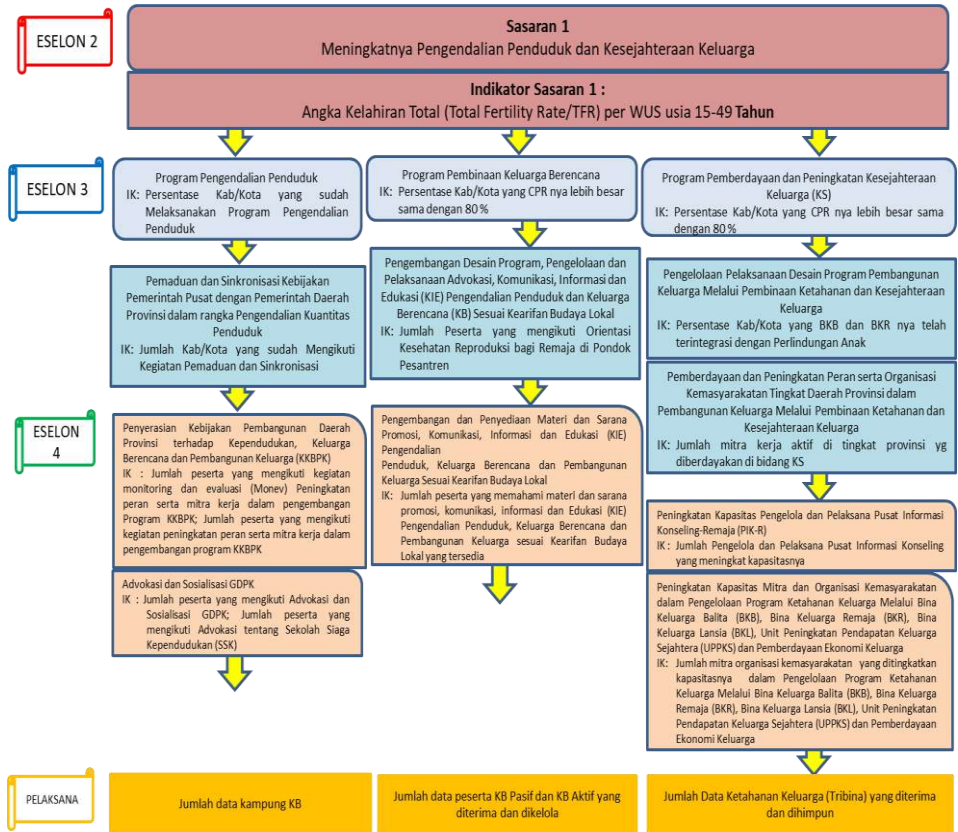 ESELON 2
Sasaran 1
Meningkatnya Pengendalian Penduduk dan Kesejahteraan Keluarga
Indikator Sasaran 1 :
Angka Kelahiran Total (Total Fertility Rate/TFR) per WUS usia 15-49 Tahun
ESELON 3
Program Pengendalian Penduduk
IK: Persentase Kab/Kota yang sudah
Melaksanakan Program Pengendalian
Penduduk
Program Pembinaan Keluarga Berencana
IK: Persentase Kab/Kota yang CPR nya lebih besar
sama dengan 80 %
Program Pemberdayaan dan Peningkatan Kesejahteraan
Keluarga (KS)
IK: Persentase Kab/Kota yang CPR nya lebih besar sama
dengan 80 %
Pemaduan dan Sinkronisasi Kebijakan
Pemerintah Pusat dengan Pemerintah Daerah
Provinsi dalam rangka Pengendalian Kuantitas
Penduduk
IK: Jumlah Kab/Kota yang sudah Mengikuti
Kegiatan Pemaduan dan Sinkronisasi
Pengembangan Desain Program, Pengelolaan dan
Pelaksanaan Advokasi, Komunikasi, Informasi dan
Edukasi (KIE) Pengendalian Penduduk dan Keluarga
Berencana (KB) Sesuai Kearifan Budaya Lokal
IK: Jumlah Peserta yang mengikuti Orientasi
Kesehatan Reproduksi bagi Remaja di Pondok
Pesantren
Pengelolaan Pelaksanaan Desain Program Pembangunan
Keluarga Melalui Pembinaan Ketahanan dan Kesejahteraan
Keluarga
IK: Persentase Kab/Kota yang BKB dan BKR nya telah
terintegrasi dengan Perlindungan Anak
Pemberdayaan dan Peningkatan Peran serta Organisasi
Kemasyarakatan Tingkat Daerah Provinsi dalam
Pembangunan Keluarga Melalui Pembinaan Ketahanan dan
Kesejahteraan Keluarga
IK: Jumlah mitra kerja aktif di tingkat provinsi yg
diberdayakan di bidang KS
ESELON
4
Penyerasian Kebijakan Pembangunan Daerah
Provinsi terhadap Kependudukan, Keluarga
Berencana dan Pembangunan Keluarga (KKBPK)
IK : Jumlah peserta yang mengikuti kegiatan
monitoring dan evaluasi (Monev) Peningkatan
peran serta mitra kerja dalam pengembangan
Program KKBPK; Jumlah peserta yang mengikuti
kegiatan peningkatan peran serta mitra kerja dalam
pengembangan program KKBPK
Advokasi dan Sosialisasi GDPK
IK : Jumlah peserta yang mengikuti Advokasi dan
Sosialisasi GDPK; Jumlah peserta yang
mengikuti Advokasi tentang Sekolah Siaga
Kependudukan (SSK)
Pengembangan dan Penyediaan Materi dan Sarana
Promosi, Komunikasi, Informasi dan Edukasi (KIE)
Pengendalian
Penduduk, Keluarga Berencana dan Pembangunan
Keluarga Sesuai Kearifan Budaya Lokal
IK: Jumlah peserta yang memahami materi dan sarana
promosi, komunikasi, informasi dan Edukasi (KIE)
Pengendalian Penduduk, Keluarga Berencana dan
Pembangunan Keluarga sesuai Kearifan Budaya
Lokal yang tersedia
Peningkatan Kapasitas Pengelola dan Pelaksana Pusat Informasi
Konseling-Remaja (PIK-R)
IK : Jumlah Pengelola dan Pelaksana Pusat Informasi Konseling
yang meningkat kapasitasnya
Peningkatan Kapasitas Mitra dan Organisasi Kemasyarakatan
dalam Pengelolaan Program Ketahanan Keluarga Melalui Bina
Keluarga Balita (BKB), Bina Keluarga Remaja (BKR), Bina
Keluarga Lansia (BKL), Unit Peningkatan Pendapatan Keluarga
Sejahtera (UPPKS) dan Pemberdayaan Ekonomi Keluarga
IK: Jumlah mitra organisasi kemasyarakatan yang ditingkatkan
kapasitasnya dalam Pengelolaan Program Ketahanan
Keluarga Melalui Bina Keluarga Balita (BKB), Bina Keluarga
Remaja (BKR), Bina Keluarga Lansia (BKL), Unit Peningkatan
Pendapatan Keluarga Sejahtera (UPPKS) dan Pemberdayaan
Ekonomi Keluarga
PELAKSANA
Jumlah data kampung KB
Jumlah data peserta KB Pasif dan KB Aktif yang
diterima dan dikelola
Jumlah Data Ketahanan Keluarga (Tribina) yang diterima
dan dihimpun